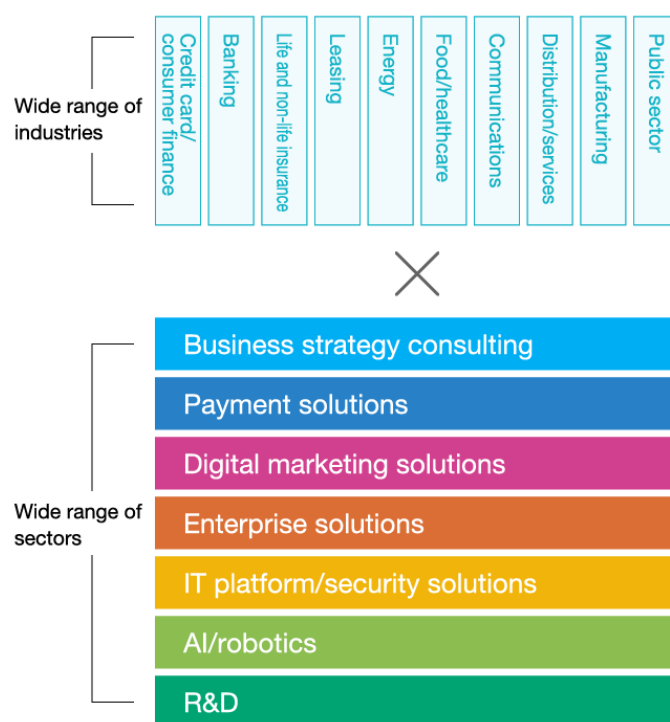 Wide range of
industries
Credit card/
consumer finance
Banking
Life and non-life insurance
Leasing
Energy
Food/healthcare
Communications
Distribution/services
Manufacturing
Public sector
Wide range of
sectors
Business strategy consulting
Payment solutions
Digital marketing solutions
Enterprise solutions
IT platform/security solutions
AI/robotics
R&D